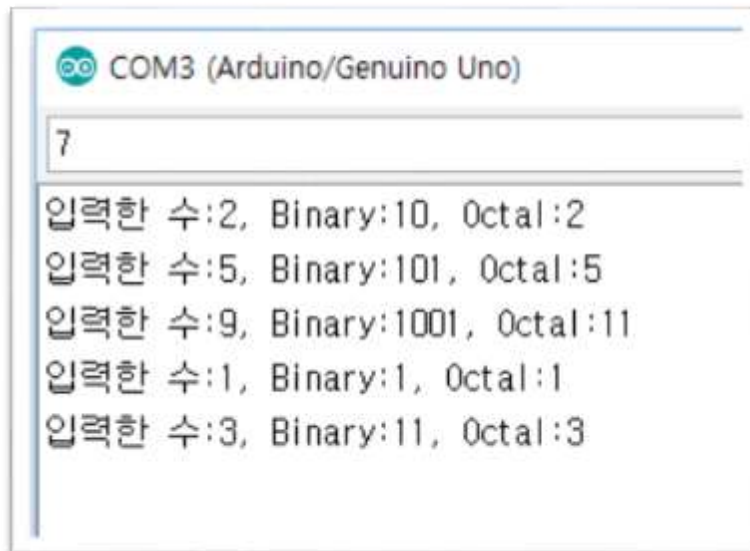 COM3 (Arduino/Genuino Uno)
7
입력한 수:2, Binary:10, Octal:2
입력한 수:5, Binary:101, Octal:5
입력한 수:9, Binary:1001, Octal:11
입력한 수:1, Binary:1, Octal:1
입력한 수:3, Binary:11, Octal:3